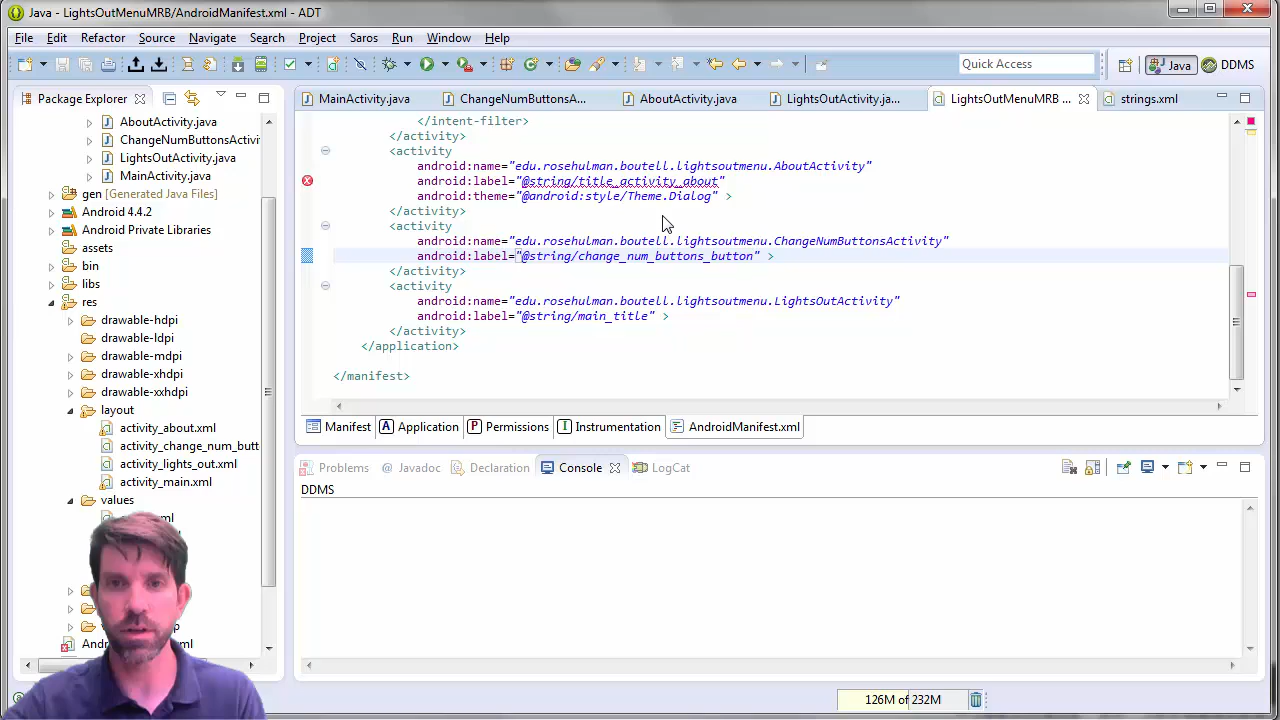 Java - LightsOutMenuMRB/AndroidManifest.xml - ADT
File Edit Refactor Source Navigate Search Project Saros Run Window Help
Quick Access
Java
DDMS
Package Explorer
MainActivity.java
ChangeNumButtonsA...
AboutActivity.java
LightsOutActivity.ja...
LightsOutMenuMRB ...
strings.xml
AboutActivity.java
ChangeNumButtonsActivi
LightsOutActivity.java
MainActivity.java
gen [Generated Java Files]
Android 4.4.2
Android Private Libraries
assets
bin
libs
res
drawable-hdpi
drawable-ldpi
drawable-mdpi
drawable-xhdpi
drawable-xxhdpi
layout
activity_about.xml
activity_change_num_butt
activity_lights_out.xml
activity_main.xml
values
</intent-filter>
</activity>
<activity
android:name="edu.rosehulman.boutell.lightsoutmenu.AboutActivity"
android:label="@string/title_activity_about"
android:theme="@android:style/Theme.Dialog" >
</activity>
<activity
android:name="edu.rosehulman.boutell.lightsoutmenu.ChangeNumButtonsActivity"
android:label="@string/change_num_buttons_button" >
</activity>
<activity
android:name="edu.rosehulman.boutell.lightsoutmenu.LightsOutActivity"
android:label="@string/main_title" >
</activity>
</application>
</manifest>
Manifest Application Permissions Instrumentation AndroidManifest.xml
Problems Javadoc Declaration Console LogCat
DDMS
126M of 232M